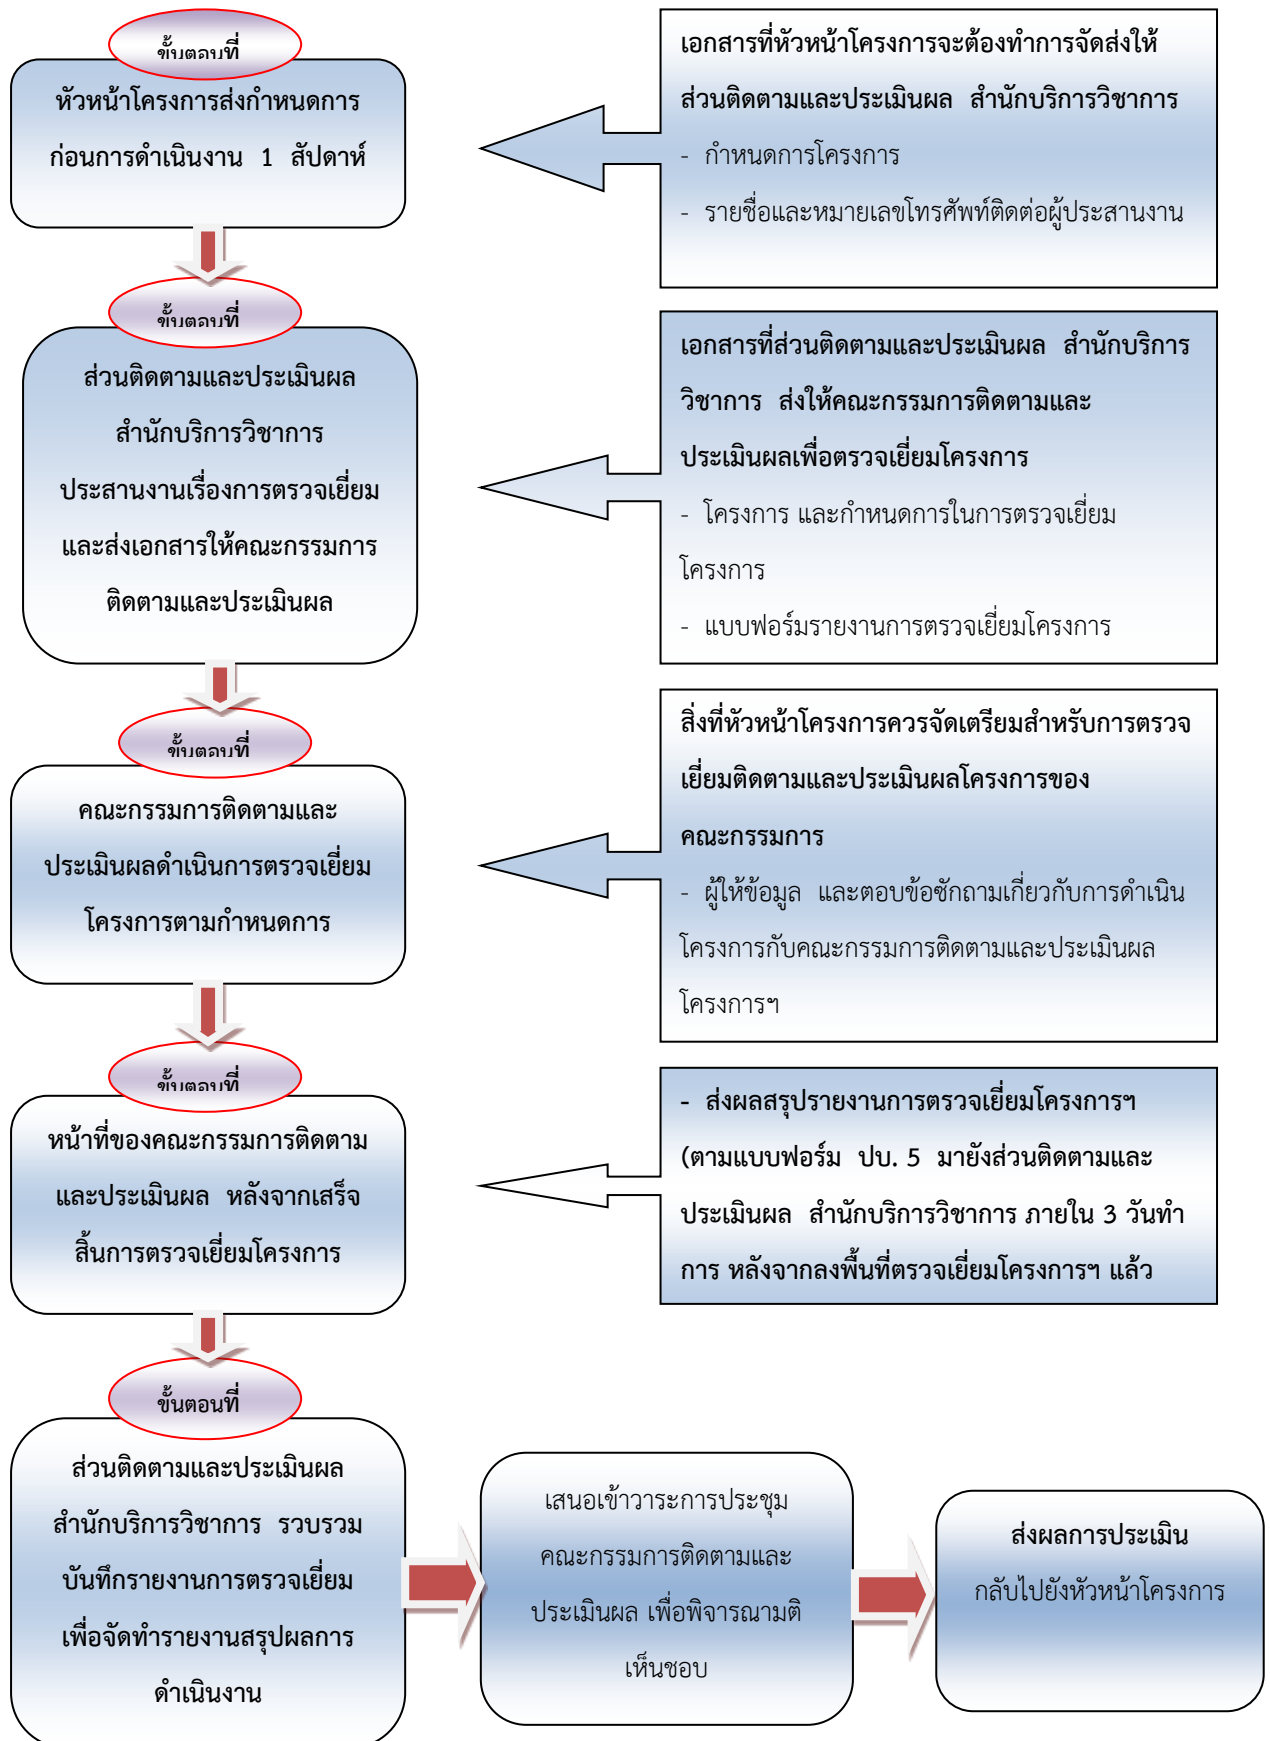 ขั้นตอนที่
หัวหน้าโครงการส่งกำหนดการ
ก่อนการดำเนินงาน 1 สัปดาห์
เอกสารที่หัวหน้าโครงการจะต้องทำการจัดส่งให้
ส่วนติดตามและประเมินผล สำนักบริการวิชาการ
- กำหนดการโครงการ
- รายชื่อและหมายเลขโทรศัพท์ติดต่อผู้ประสานงาน
ขั้นตอนที่
ส่วนติดตามและประเมินผล
สำนักบริการวิชาการ
ประสานงานเรื่องการตรวจเยี่ยม
และส่งเอกสารให้คณะกรรมการ
ติดตามและประเมินผล
เอกสารที่ส่วนติดตามและประเมินผล สำนักบริการ
วิชาการ ส่งให้คณะกรรมการติดตามและ
ประเมินผลเพื่อตรวจเยี่ยมโครงการ
- โครงการ และกำหนดการในการตรวจเยี่ยม
โครงการ
- แบบฟอร์มรายงานการตรวจเยี่ยมโครงการ
ขั้นตอนที่
คณะกรรมการติดตามและ
ประเมินผลดำเนินการตรวจเยี่ยม
โครงการตามกำหนดการ
สิ่งที่หัวหน้าโครงการควรจัดเตรียมสำหรับการตรวจ
เยี่ยมติดตามและประเมินผลโครงการของ
คณะกรรมการ
- ผู้ให้ข้อมูล และตอบข้อซักถามเกี่ยวกับการดำเนิน
โครงการกับคณะกรรมการติดตามและประเมินผล
โครงการฯ
ขั้นตอนที่
หน้าที่ของคณะกรรมการติดตาม
และประเมินผล หลังจากเสร็จ
สิ้นการตรวจเยี่ยมโครงการ
- ส่งผลสรุปรายงานการตรวจเยี่ยมโครงการฯ
(ตามแบบฟอร์ม ปบ. 5 มายังส่วนติดตามและ
ประเมินผล สำนักบริการวิชาการ ภายใน 3 วันทำ
การ หลังจากลงพื้นที่ตรวจเยี่ยมโครงการฯ แล้ว
ขั้นตอนที่
ส่วนติดตามและประเมินผล
สำนักบริการวิชาการ รวบรวม
บันทึกรายงานการตรวจเยี่ยม
เพื่อจัดทำรายงานสรุปผลการ
ดำเนินงาน
เสนอเข้าวาระการประชุม
คณะกรรมการติดตามและ
ประเมินผล เพื่อพิจารณามติ
เห็นชอบ
ส่งผลการประเมิน
กลับไปยังหัวหน้าโครงการ